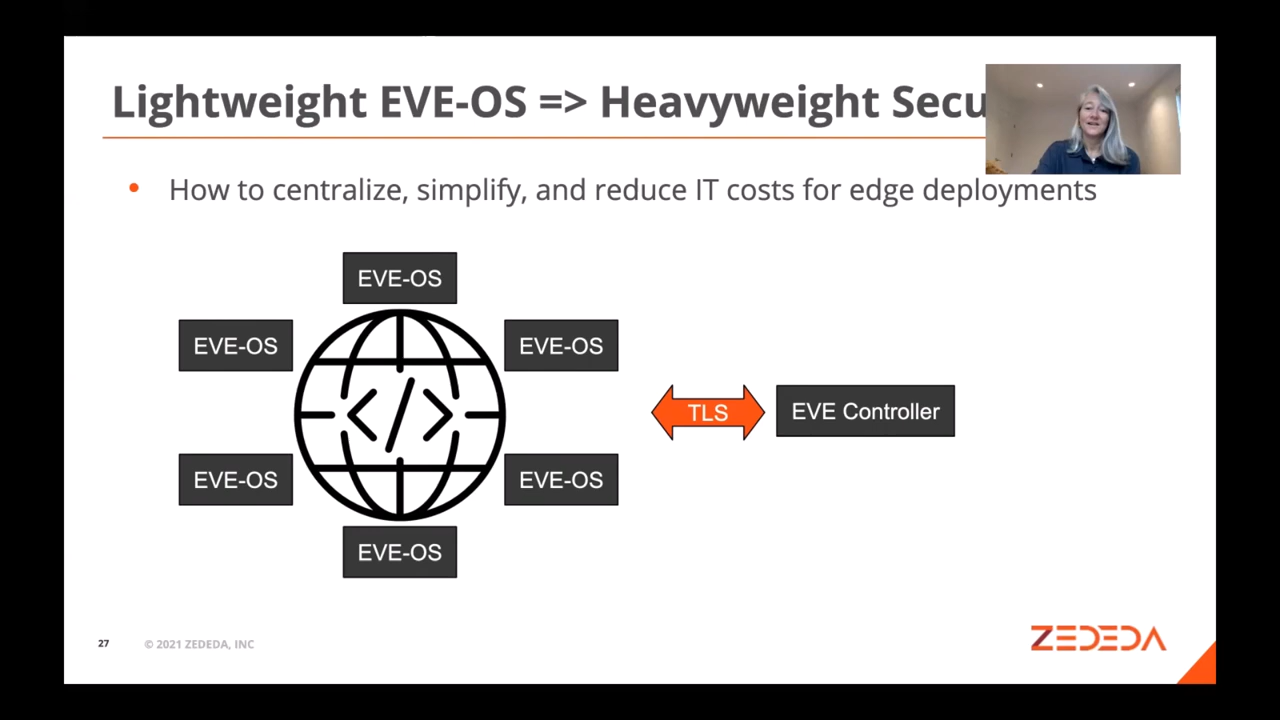 Lightweight EVE-OS => Heavyweight
• How to centralize, simplify, and reduce IT costs for edge deployments
EVE-OS
EVE-OS
EVE-OS
TLS
EVE Controller
EVE-OS
EVE-OS
EVE-OS
27
© 2021 ZEDEDA, INC
ZEDEDA